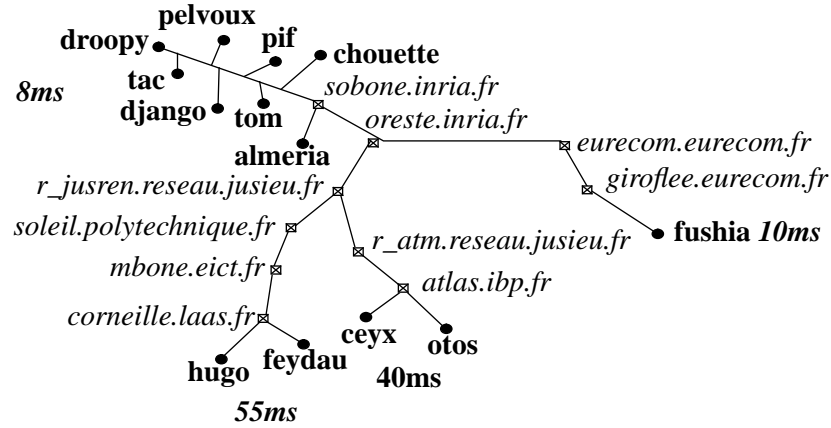 pelvoux
droopy
pif
chouette
tac
sobone.inria.fr
8ms
django
tom
oreste.inria.fr
almeria
eurecom.eurecom.fr
r_jusren.reseau.jusieu.fr
giroflee.eurecom.fr
soleil.polytechnique.fr
r_atm.reseau.jusieu.fr
fushia 10ms
mbone.eict.fr
atlas.ibp.fr
corneille.laas.fr
ceyx
otos
hugo
feydau
40ms
55ms